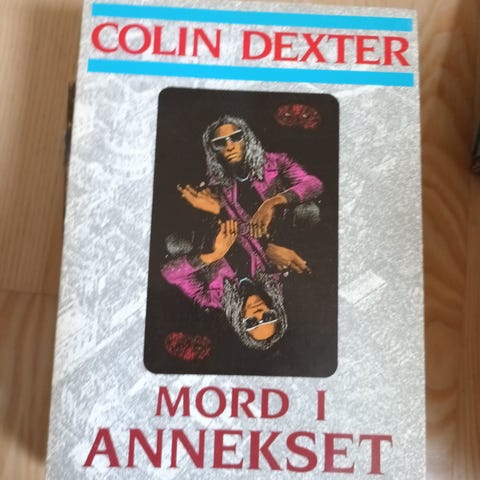 COLIN DEXTER
MORD I
ANNEKSET